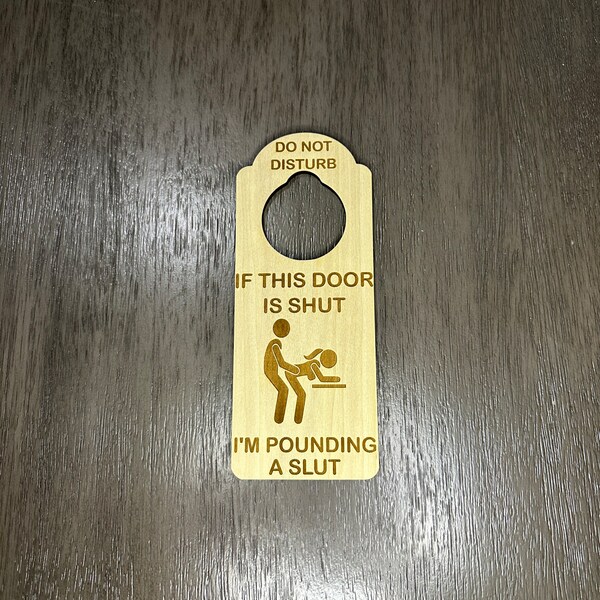 DO NOT
DISTURB
IF THIS DOOR
IS SHUT
I'M POUNDING
A SLUT